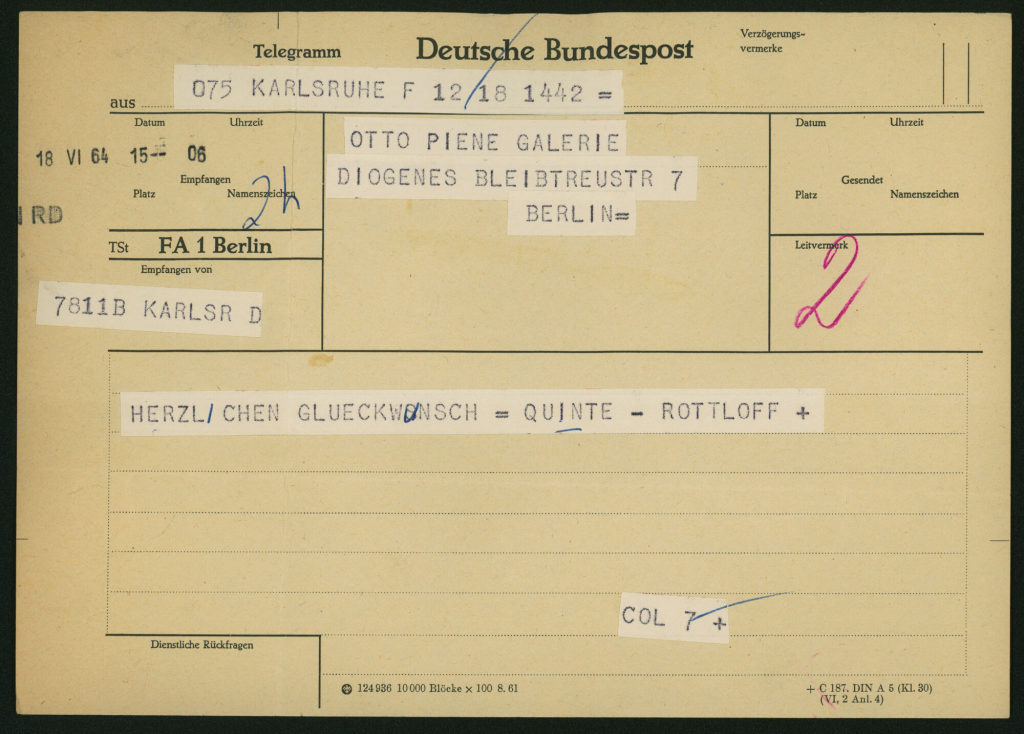 Telegramm Deutsche Bundespost Verzögerungs-
vermerke
aus 075 KARLSRUHE F 12/18 1442 =
Datum Uhrzeit
18 VI 64 15-- 06
Empfangen
Platz Namenszeichen
2h
RD
TSt FA 1 Berlin
Empfangen von
7811B KARLSR D
OTTO PIENE GALERIE
DIOGENES BLEIBTREUSTR 7
BERLIN=
Datum Uhrzeit
Gesendet
Platz Namenszeichen
Leitvermerk
2
HERZLICHEN GLUECKWUNSCH = QUINTE - ROTTLOFF +
COL 7 +
Dienstliche Rückfragen
124936 10000 Blöcke × 100 8. 61
+ C 187, DIN A 5 (Kl. 30)
(VI, 2 Anl. 4)